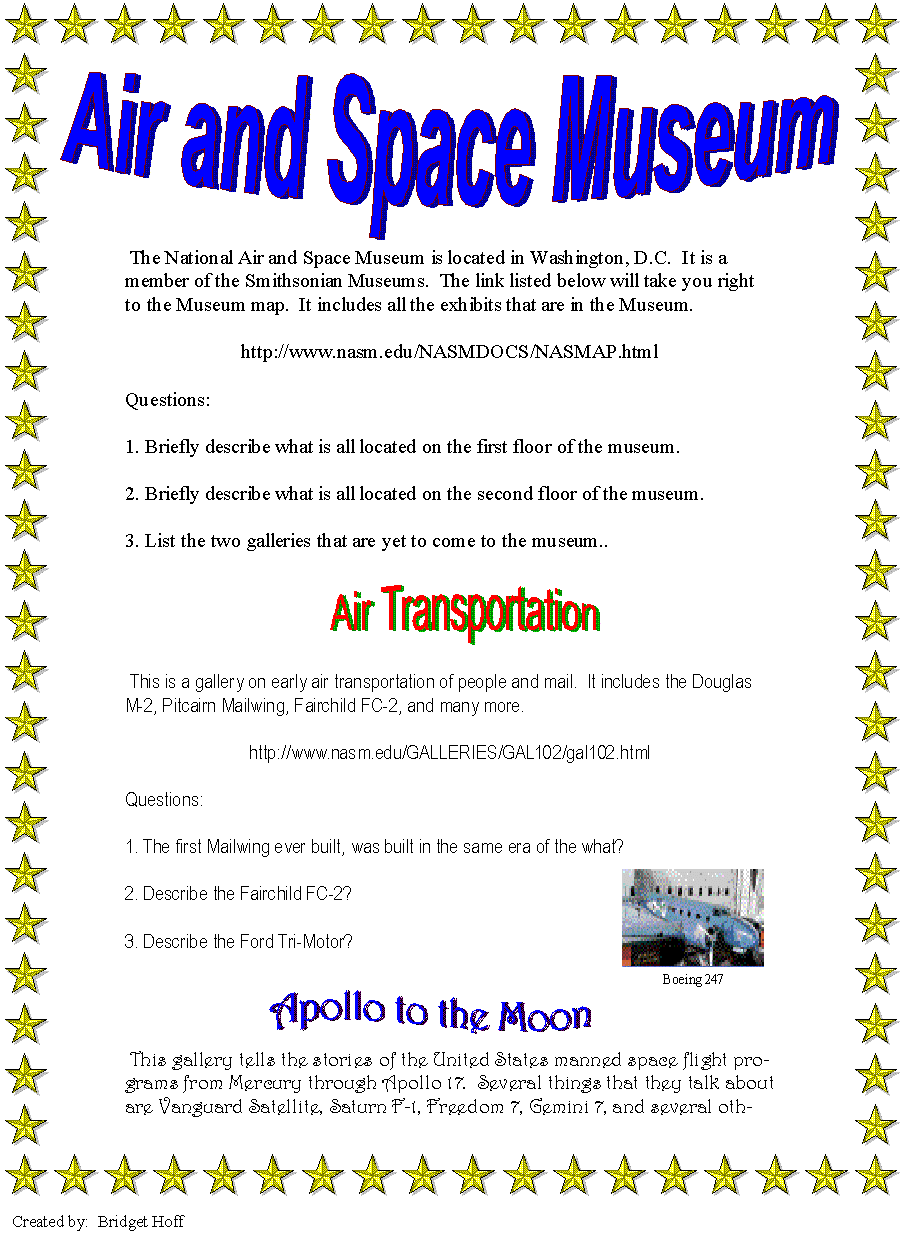 Air and Space Museum
The National Air and Space Museum is located in Washington, D.C. It is a
member of the Smithsonian Museums. The link listed below will take you right
to the Museum map. It includes all the exhibits that are in the Museum.
http://www.nasm.edu/NASMDOCS/NASMAP.html
Questions:
1. Briefly describe what is all located on the first floor of the museum.
2. Briefly describe what is all located on the second floor of the museum.
3. List the two galleries that are yet to come to the museum..
Air Transportation
This is a gallery on early air transportation of people and mail. It includes the Douglas
M-2, Pitcairn Mailwing, Fairchild FC-2, and many more.
http://www.nasm.edu/GALLERIES/GAL102/gal102.html
Questions:
1. The first Mailwing ever built, was built in the same era of the what?
2. Describe the Fairchild FC-2?
3. Describe the Ford Tri-Motor?
Boeing 247
Apollo to the Moon
This gallery tells the stories of the United States manned space flight pro-
grams from Mercury through Apollo 17. Several things that they talk about
are Vanguard Satellite, Saturn F-1, Freedom 7, Gemini 7, and several oth-
Created by: Bridget Hoff